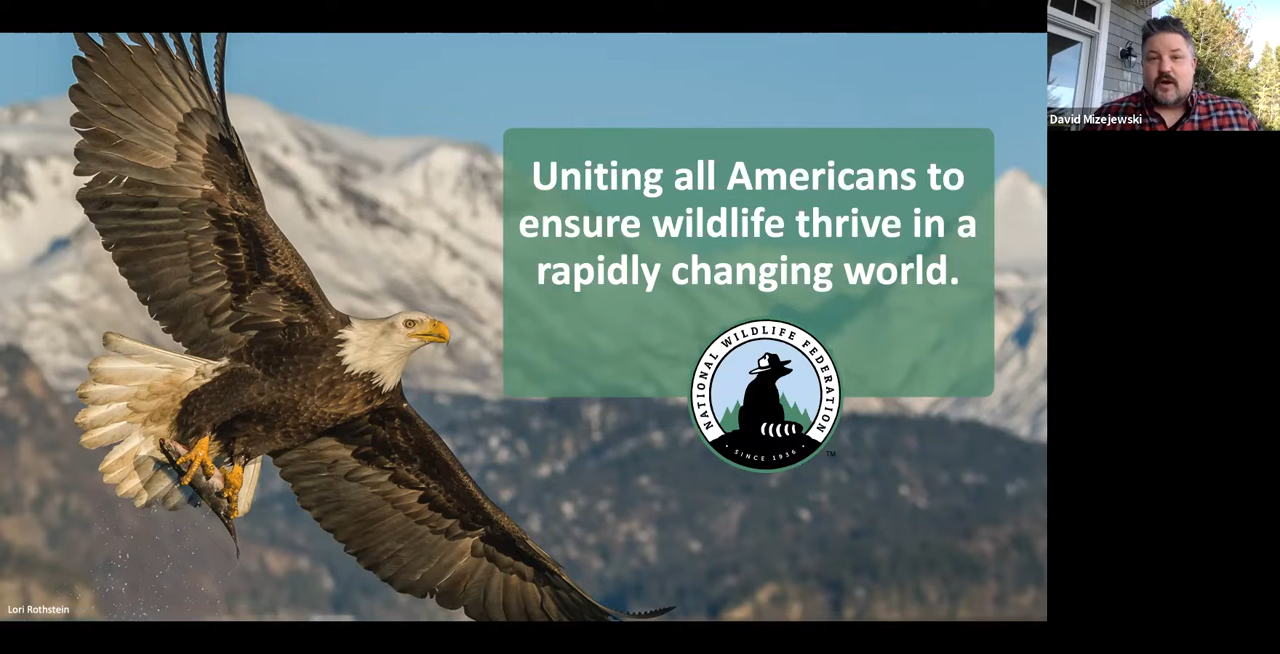 Uniting all Americans to
ensure wildlife thrive in a
rapidly changing world.
NATIONAL WILDLIFE FEDERATION
• SINCE 1936 •
TM
Lori Rothstein
David Mizejewski